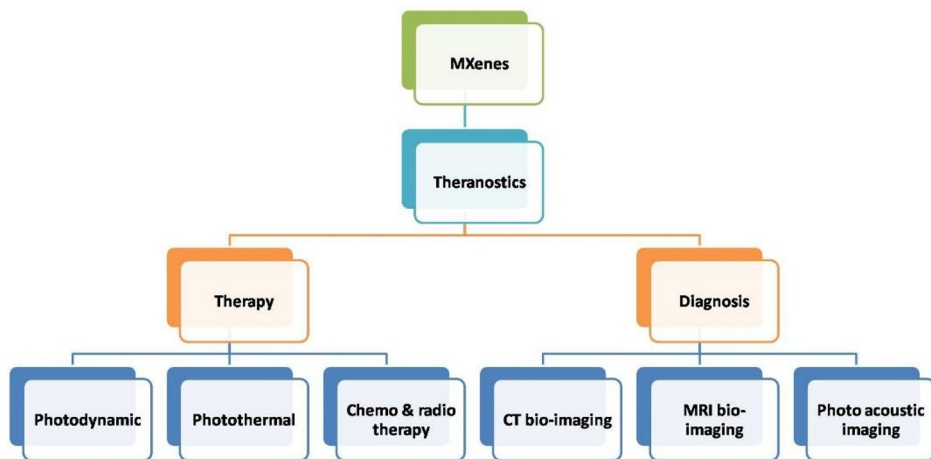 MXenes
Theranostics
Therapy
Diagnosis
Photodynamic
Photothermal
Chemo & radio
therapy
CT bio-imaging
MRI bio-
imaging
Photo acoustic
imaging